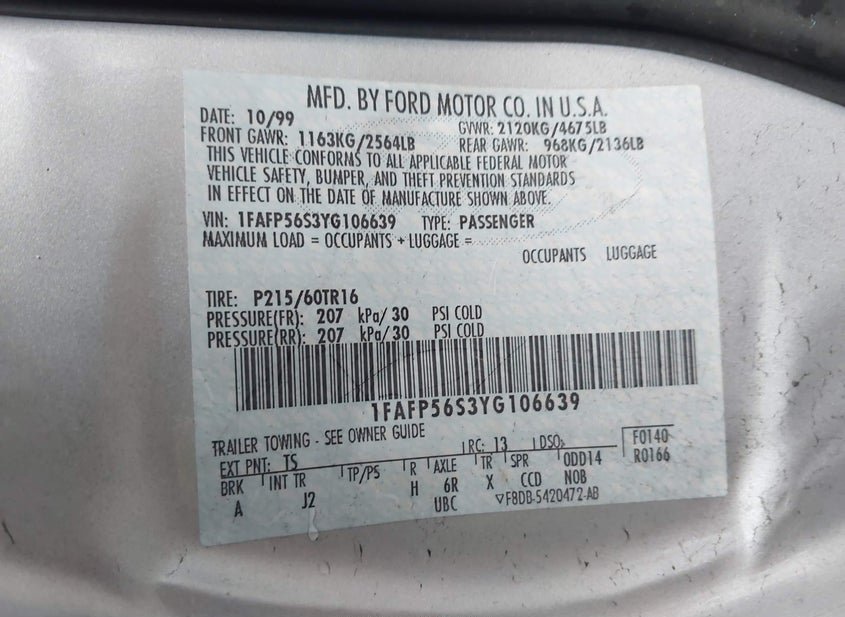 MFD. BY FORD MOTOR CO. IN U.S.A.
DATE: 10/99 GVWR: 2120KG/4675LB
FRONT GAWR: 1163KG/2564LB REAR GAWR: 968KG/2136LB
THIS VEHICLE CONFORMS TO ALL APPLICABLE FEDERAL MOTOR
VEHICLE SAFETY, BUMPER, AND THEFT PREVENTION STANDARDS
IN EFFECT ON THE DATE OF MANUFACTURE SHOWN ABOVE.
VIN: 1FAFP56S3YG106639 TYPE: PASSENGER
MAXIMUM LOAD = OCCUPANTS + LUGGAGE =
OCCUPANTS LUGGAGE
TIRE: P215/60TR16
PRESSURE(FR): 207 kPa/30 PSI COLD
PRESSURE(RR): 207 kPa/30 PSI COLD
1FAFP56S3YG106639
TRAILER TOWING - SEE OWNER GUIDE
EXT PNT: TS RC: 13 DSO: F0140
BRK INT TR TP/PS R AXLE TR SPR 0DD14 R0166
A J2 H 6R X CCD NOB
UBC ▽F8DB-5420472-AB